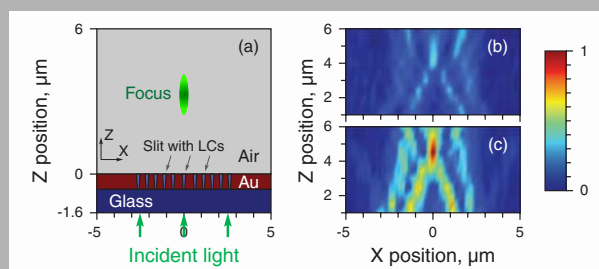 6
(a)
Focus
Z
X
Slit with LCs
Air
0
Au
Glass
-1.6
-5
0
5
Incident light
Z position, µm
(b)
6
4
2
(c)
6
4
2
-5
0
5
X position, µm
Z position, µm
1
0